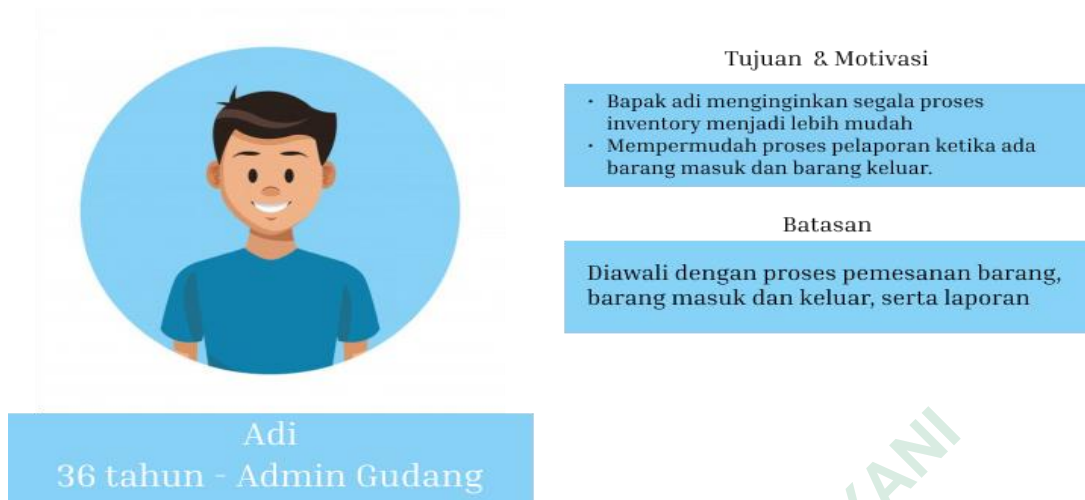 Tujuan & Motivasi
• Bapak adi menginginkan segala proses
inventory menjadi lebih mudah
• Mempermudah proses pelaporan ketika ada
barang masuk dan barang keluar.
Batasan
Diawali dengan proses pemesanan barang,
barang masuk dan keluar, serta laporan
Adi
36 tahun - Admin Gudang